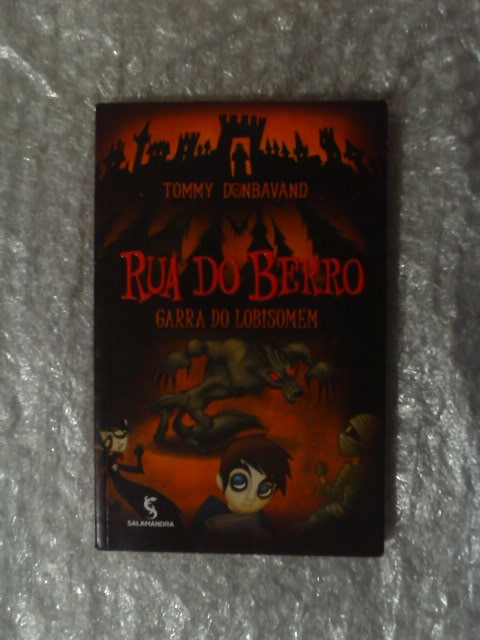 TOMMY DONBAVAND
RUA DO BERRO
GARRA DO LOBISOMEM
SALAMANDRA